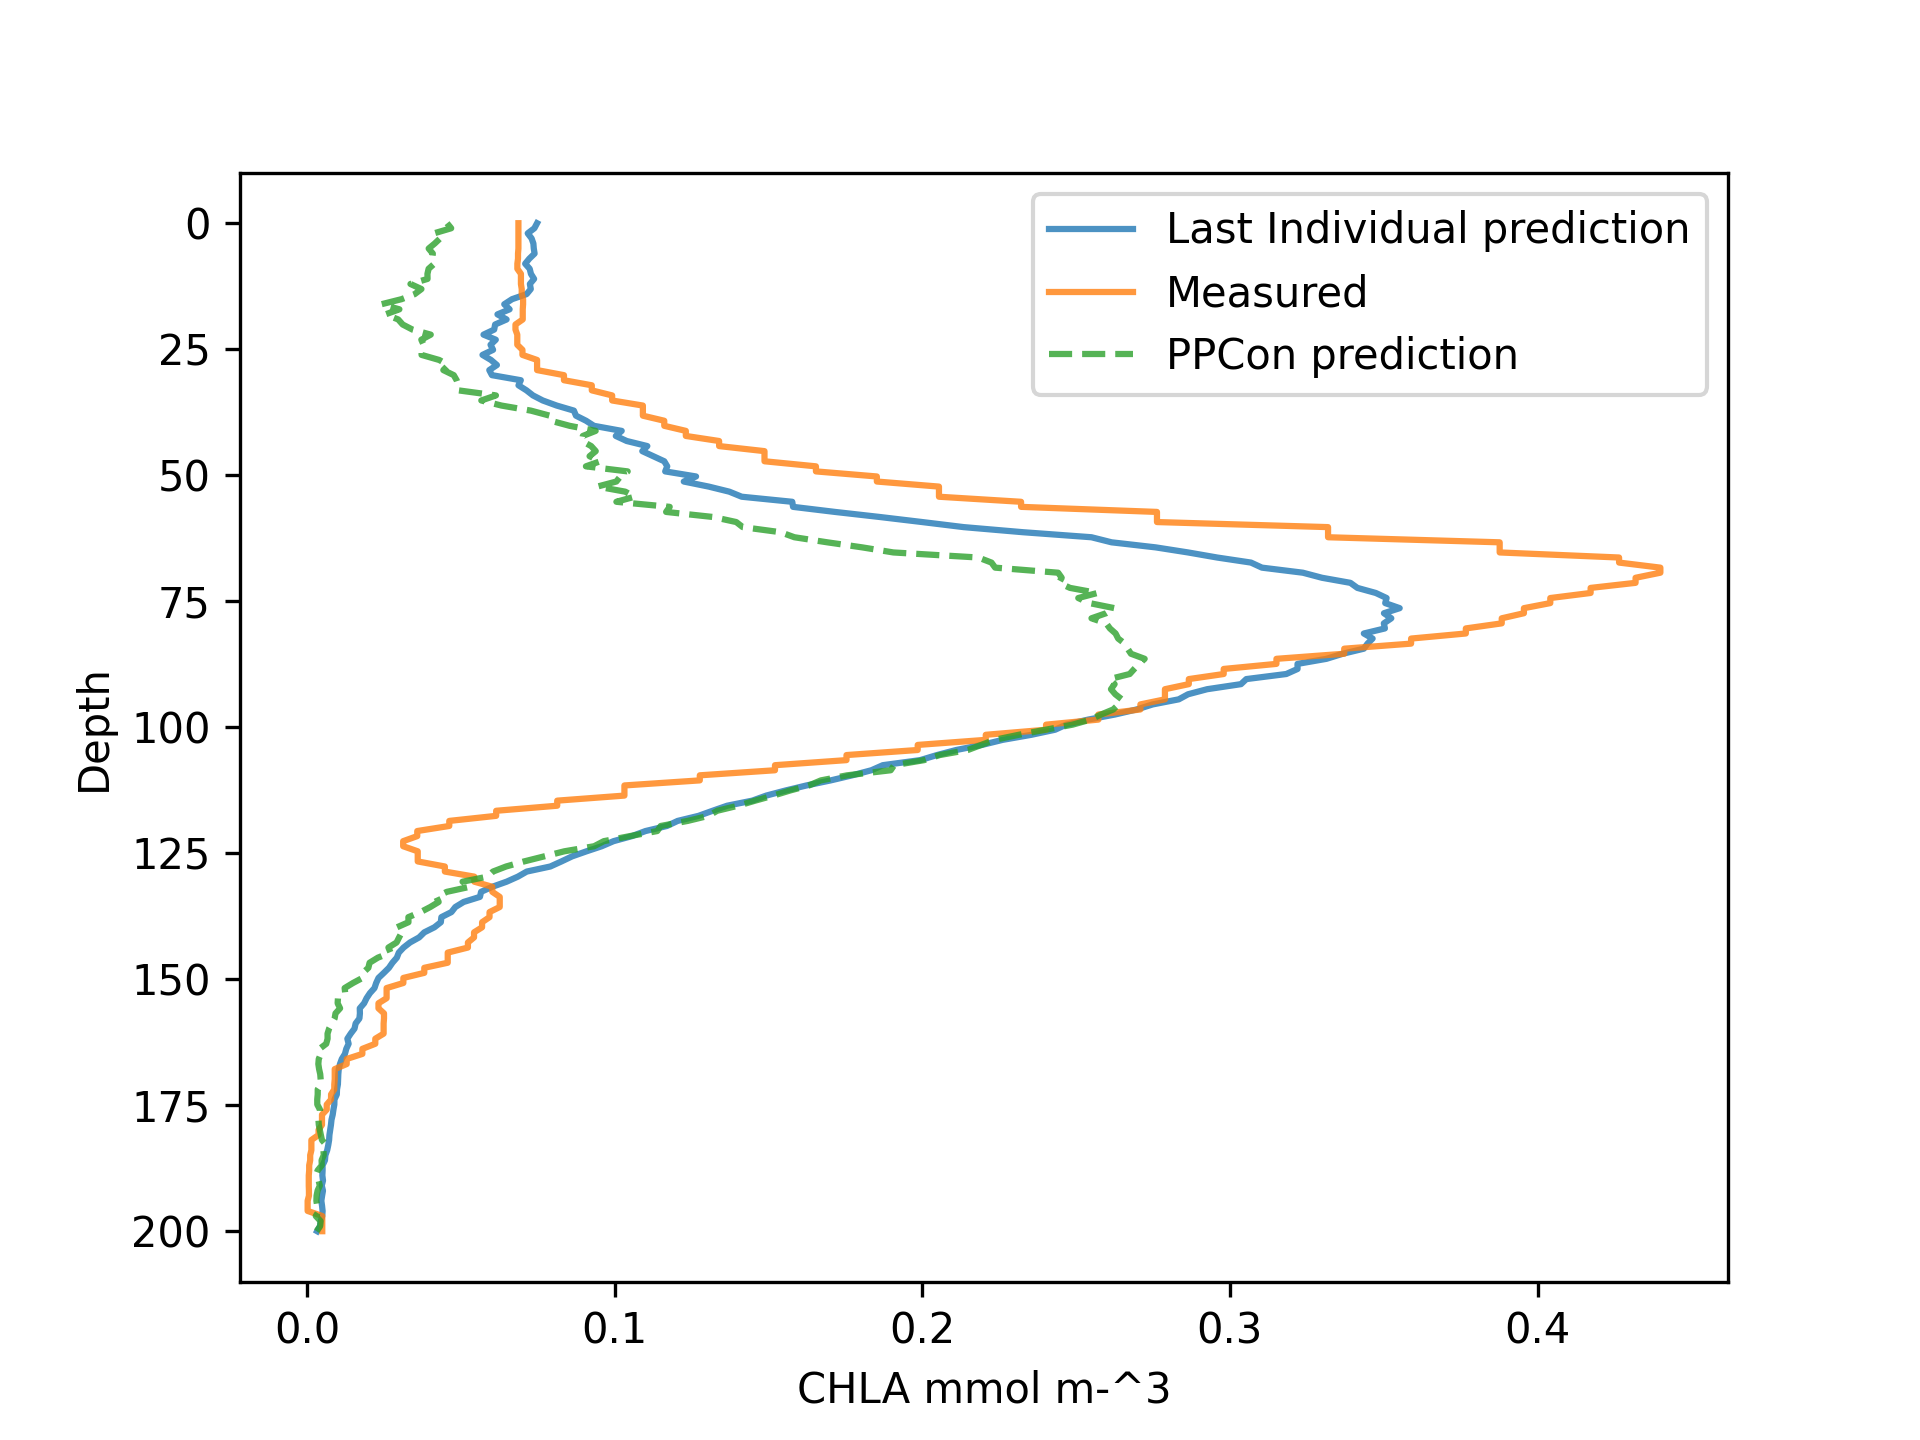 Last Individual prediction
Measured
PPCon prediction
0
25
50
75
100
125
150
175
200
Depth
0.0 0.1 0.2 0.3 0.4
CHLA mmol m-^3